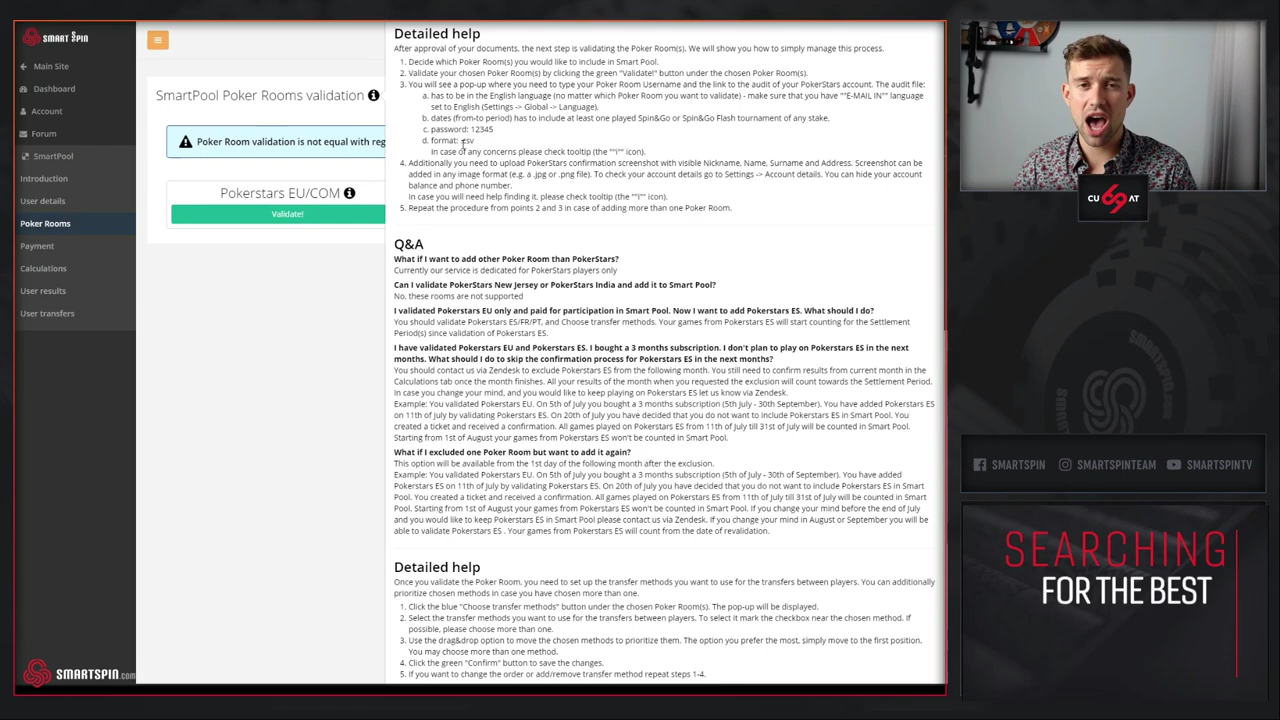 SMART SPIN
Main Site
Dashboard
Account
Forum
SmartPool
Introduction
User details
Poker Rooms
Payment
Calculations
User results
User transfers
SMARTSPIN.com
SmartPool Poker Rooms validation
Poker Room validation is not equal with reg
Pokerstars EU/COM
Validate!
Detailed help
After approval of your documents, the next step is validating the Poker Room(s). We will show you how to simply manage this process.
1. Decide which Poker Room(s) you would like to include in Smart Pool.
2. Validate your chosen Poker Room(s) by clicking the green "Validate!" button under the chosen Poker Room(s).
3. You will see a pop-up where you need to type your Poker Room Username and the link to the audit of your PokerStars account. The audit file:
a. has to be in the English language (no matter which Poker Room you want to validate) - make sure that you have ""E-MAIL IN"" language
set to English (Settings -> Global -> Language).
b. dates (from-to period) has to include at least one played Spin&Go or Spin&Go Flash tournament of any stake,
c. password: 12345
d. format: .csv
In case of any concerns please check tooltip (the ""i"" icon).
4. Additionally you need to upload PokerStars confirmation screenshot with visible Nickname, Name, Surname and Address. Screenshot can be
added in any image format (e.g. a .jpg or .png file). To check your account details go to Settings -> Account details. You can hide your account
balance and phone number.
In case you will need help finding it, please check tooltip (the ""i"" icon).
5. Repeat the procedure from points 2 and 3 in case of adding more than one Poker Room.
Q&A
What if I want to add other Poker Room than PokerStars?
Currently our service is dedicated for PokerStars players only
Can I validate PokerStars New Jersey or PokerStars India and add it to Smart Pool?
No, these rooms are not supported
I validated Pokerstars EU only and paid for participation in Smart Pool. Now I want to add Pokerstars ES. What should I do?
You should validate Pokerstars ES/FR/PT, and Choose transfer methods. Your games from Pokerstars ES will start counting for the Settlement
Period(s) since validation of Pokerstars ES.
I have validated Pokerstars EU and Pokerstars ES. I bought a 3 months subscription. I don't plan to play on Pokerstars ES in the next
months. What should I do to skip the confirmation process for Pokerstars ES in the next months?
You should contact us via Zendesk to exclude Pokerstars ES from the following month. You still need to confirm results from current month in the
Calculations tab once the month finishes. All your results of the month when you requested the exclusion will count towards the Settlement Period.
In case you change your mind, and you would like to keep playing on Pokerstars ES let us know via Zendesk.
Example: You validated Pokerstars EU. On 5th of July you bought a 3 months subscription (5th July - 30th September). You have added Pokerstars ES
on 11th of July by validating Pokerstars ES. On 20th of July you have decided that you do not want to include Pokerstars ES in Smart Pool. You
created a ticket and received a confirmation. All games played on Pokerstars ES from 11th of July till 31st of July will be counted in Smart Pool.
Starting from 1st of August your games from Pokerstars ES won't be counted in Smart Pool.
What if I excluded one Poker Room but want to add it again?
This option will be available from the 1st day of the following month after the exclusion.
Example: You validated Pokerstars EU. On 5th of July you bought a 3 months subscription (5th of July - 30th of September). You have added
Pokerstars ES on 11th of July by validating Pokerstars ES. On 20th of July you have decided that you do not want to include Pokerstars ES in Smart
Pool. You created a ticket and received a confirmation. All games played on Pokerstars ES from 11th of July till 31st of July will be counted in Smart
Pool. Starting from 1st of August your games from Pokerstars ES won't be counted in Smart Pool. If you change your mind before the end of July
and you would like to keep Pokerstars ES in Smart Pool please contact us via Zendesk. If you change your mind in August or September you will be
able to validate Pokerstars ES . Your games from Pokerstars ES will count from the date of revalidation.
Detailed help
Once you validate the Poker Room, you need to set up the transfer methods you want to use for the transfers between players. You can additionally
prioritize chosen methods in case you have chosen more than one.
1. Click the blue "Choose transfer methods" button under the chosen Poker Room(s). The pop-up will be displayed.
2. Select the transfer methods you want to use for the transfers between players. To select it mark the checkbox near the chosen method. If
possible, please choose more than one.
3. Use the drag&drop option to move the chosen methods to prioritize them. The option you prefer the most, simply move to the first position.
You may choose more than one method.
4. Click the green "Confirm" button to save the changes.
5. If you want to change the order or add/remove transfer method repeat steps 1-4.
CU69AT
SMARTSPIN
SMARTSPINTEAM
SMARTSPINTV
SEARCHING
FOR THE BEST